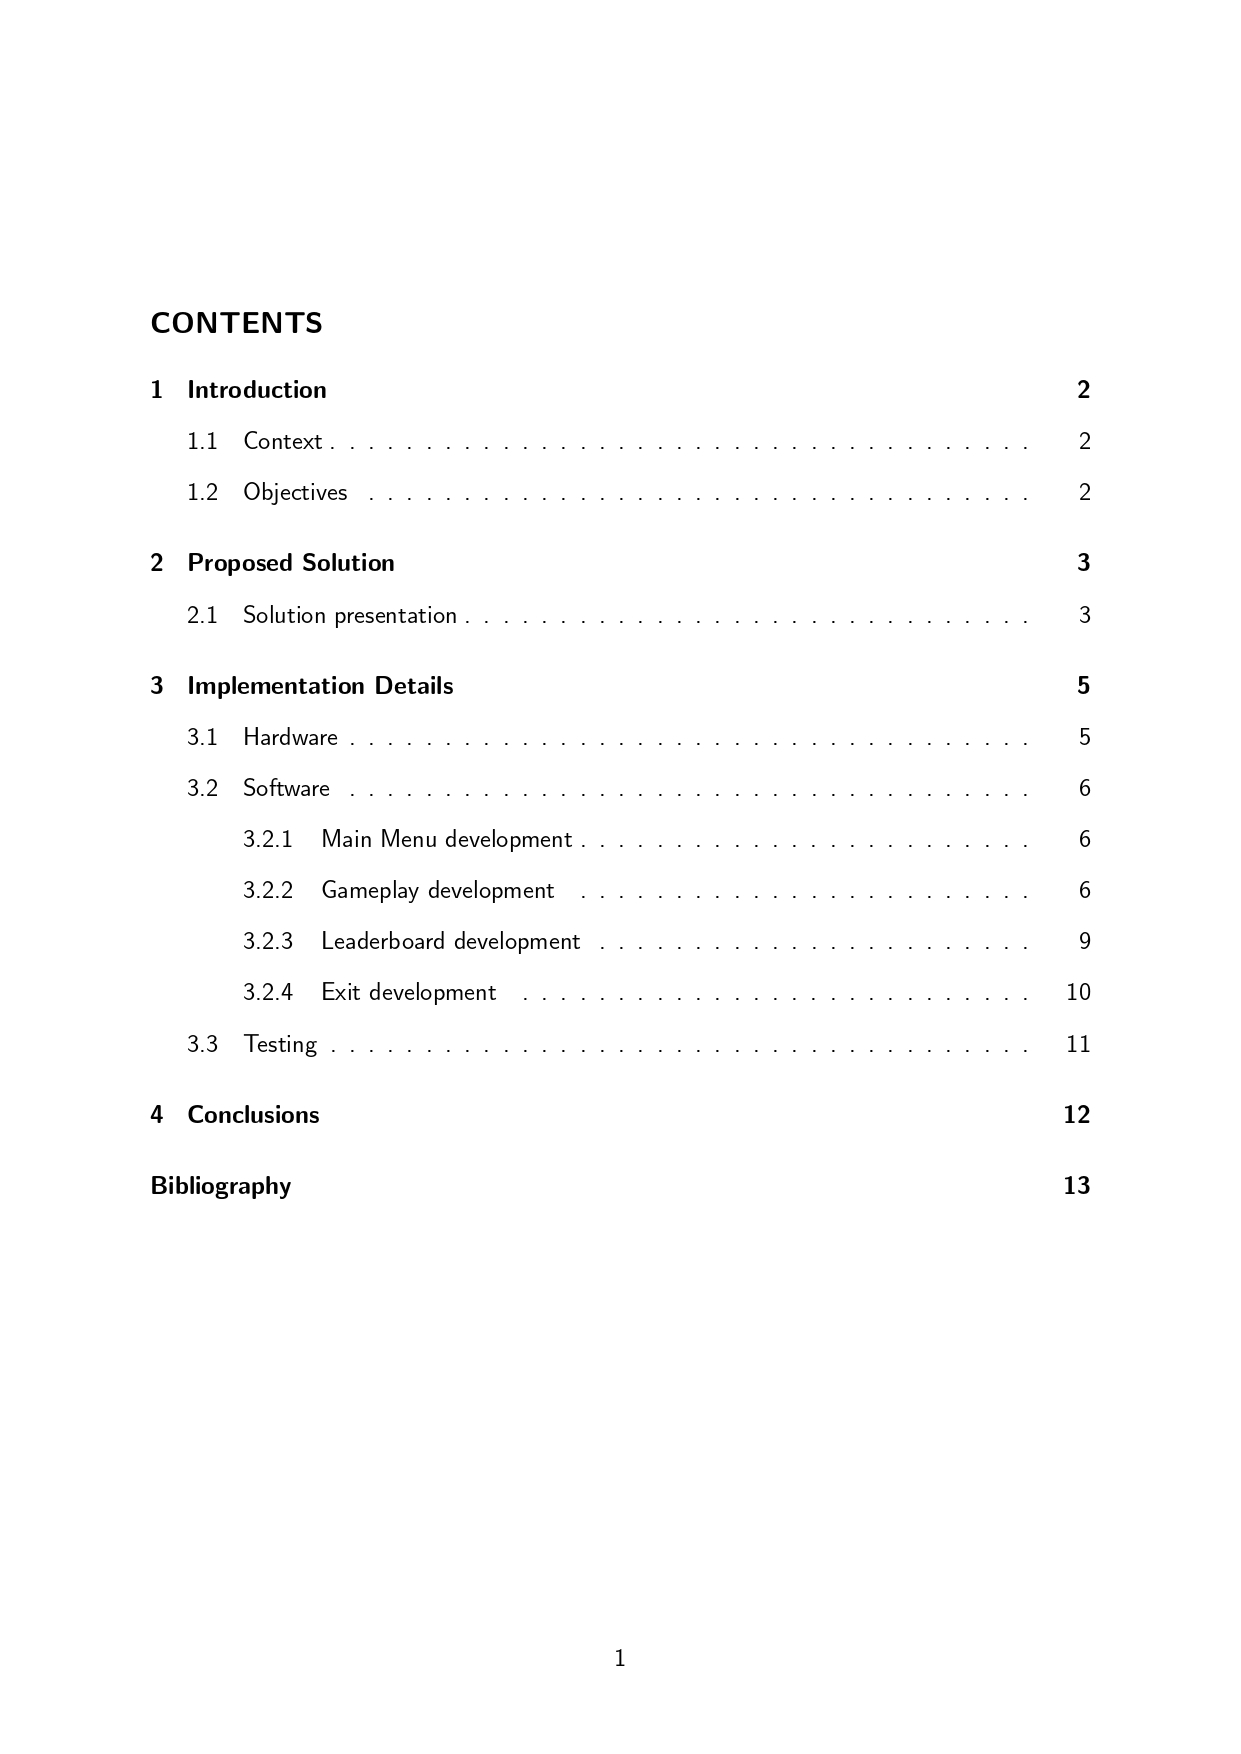 CONTENTS
1 Introduction 2
1.1 Context . . . . . . . . . . . . . . . . . . . . . . . . . . . . . . . . . . . . . 2
1.2 Objectives . . . . . . . . . . . . . . . . . . . . . . . . . . . . . . . . . . . 2
2 Proposed Solution 3
2.1 Solution presentation . . . . . . . . . . . . . . . . . . . . . . . . . . . . . . 3
3 Implementation Details 5
3.1 Hardware . . . . . . . . . . . . . . . . . . . . . . . . . . . . . . . . . . . . 5
3.2 Software . . . . . . . . . . . . . . . . . . . . . . . . . . . . . . . . . . . . 6
3.2.1 Main Menu development . . . . . . . . . . . . . . . . . . . . . . . . 6
3.2.2 Gameplay development . . . . . . . . . . . . . . . . . . . . . . . . 6
3.2.3 Leaderboard development . . . . . . . . . . . . . . . . . . . . . . . 9
3.2.4 Exit development . . . . . . . . . . . . . . . . . . . . . . . . . . . 10
3.3 Testing . . . . . . . . . . . . . . . . . . . . . . . . . . . . . . . . . . . . . 11
4 Conclusions 12
Bibliography 13
1